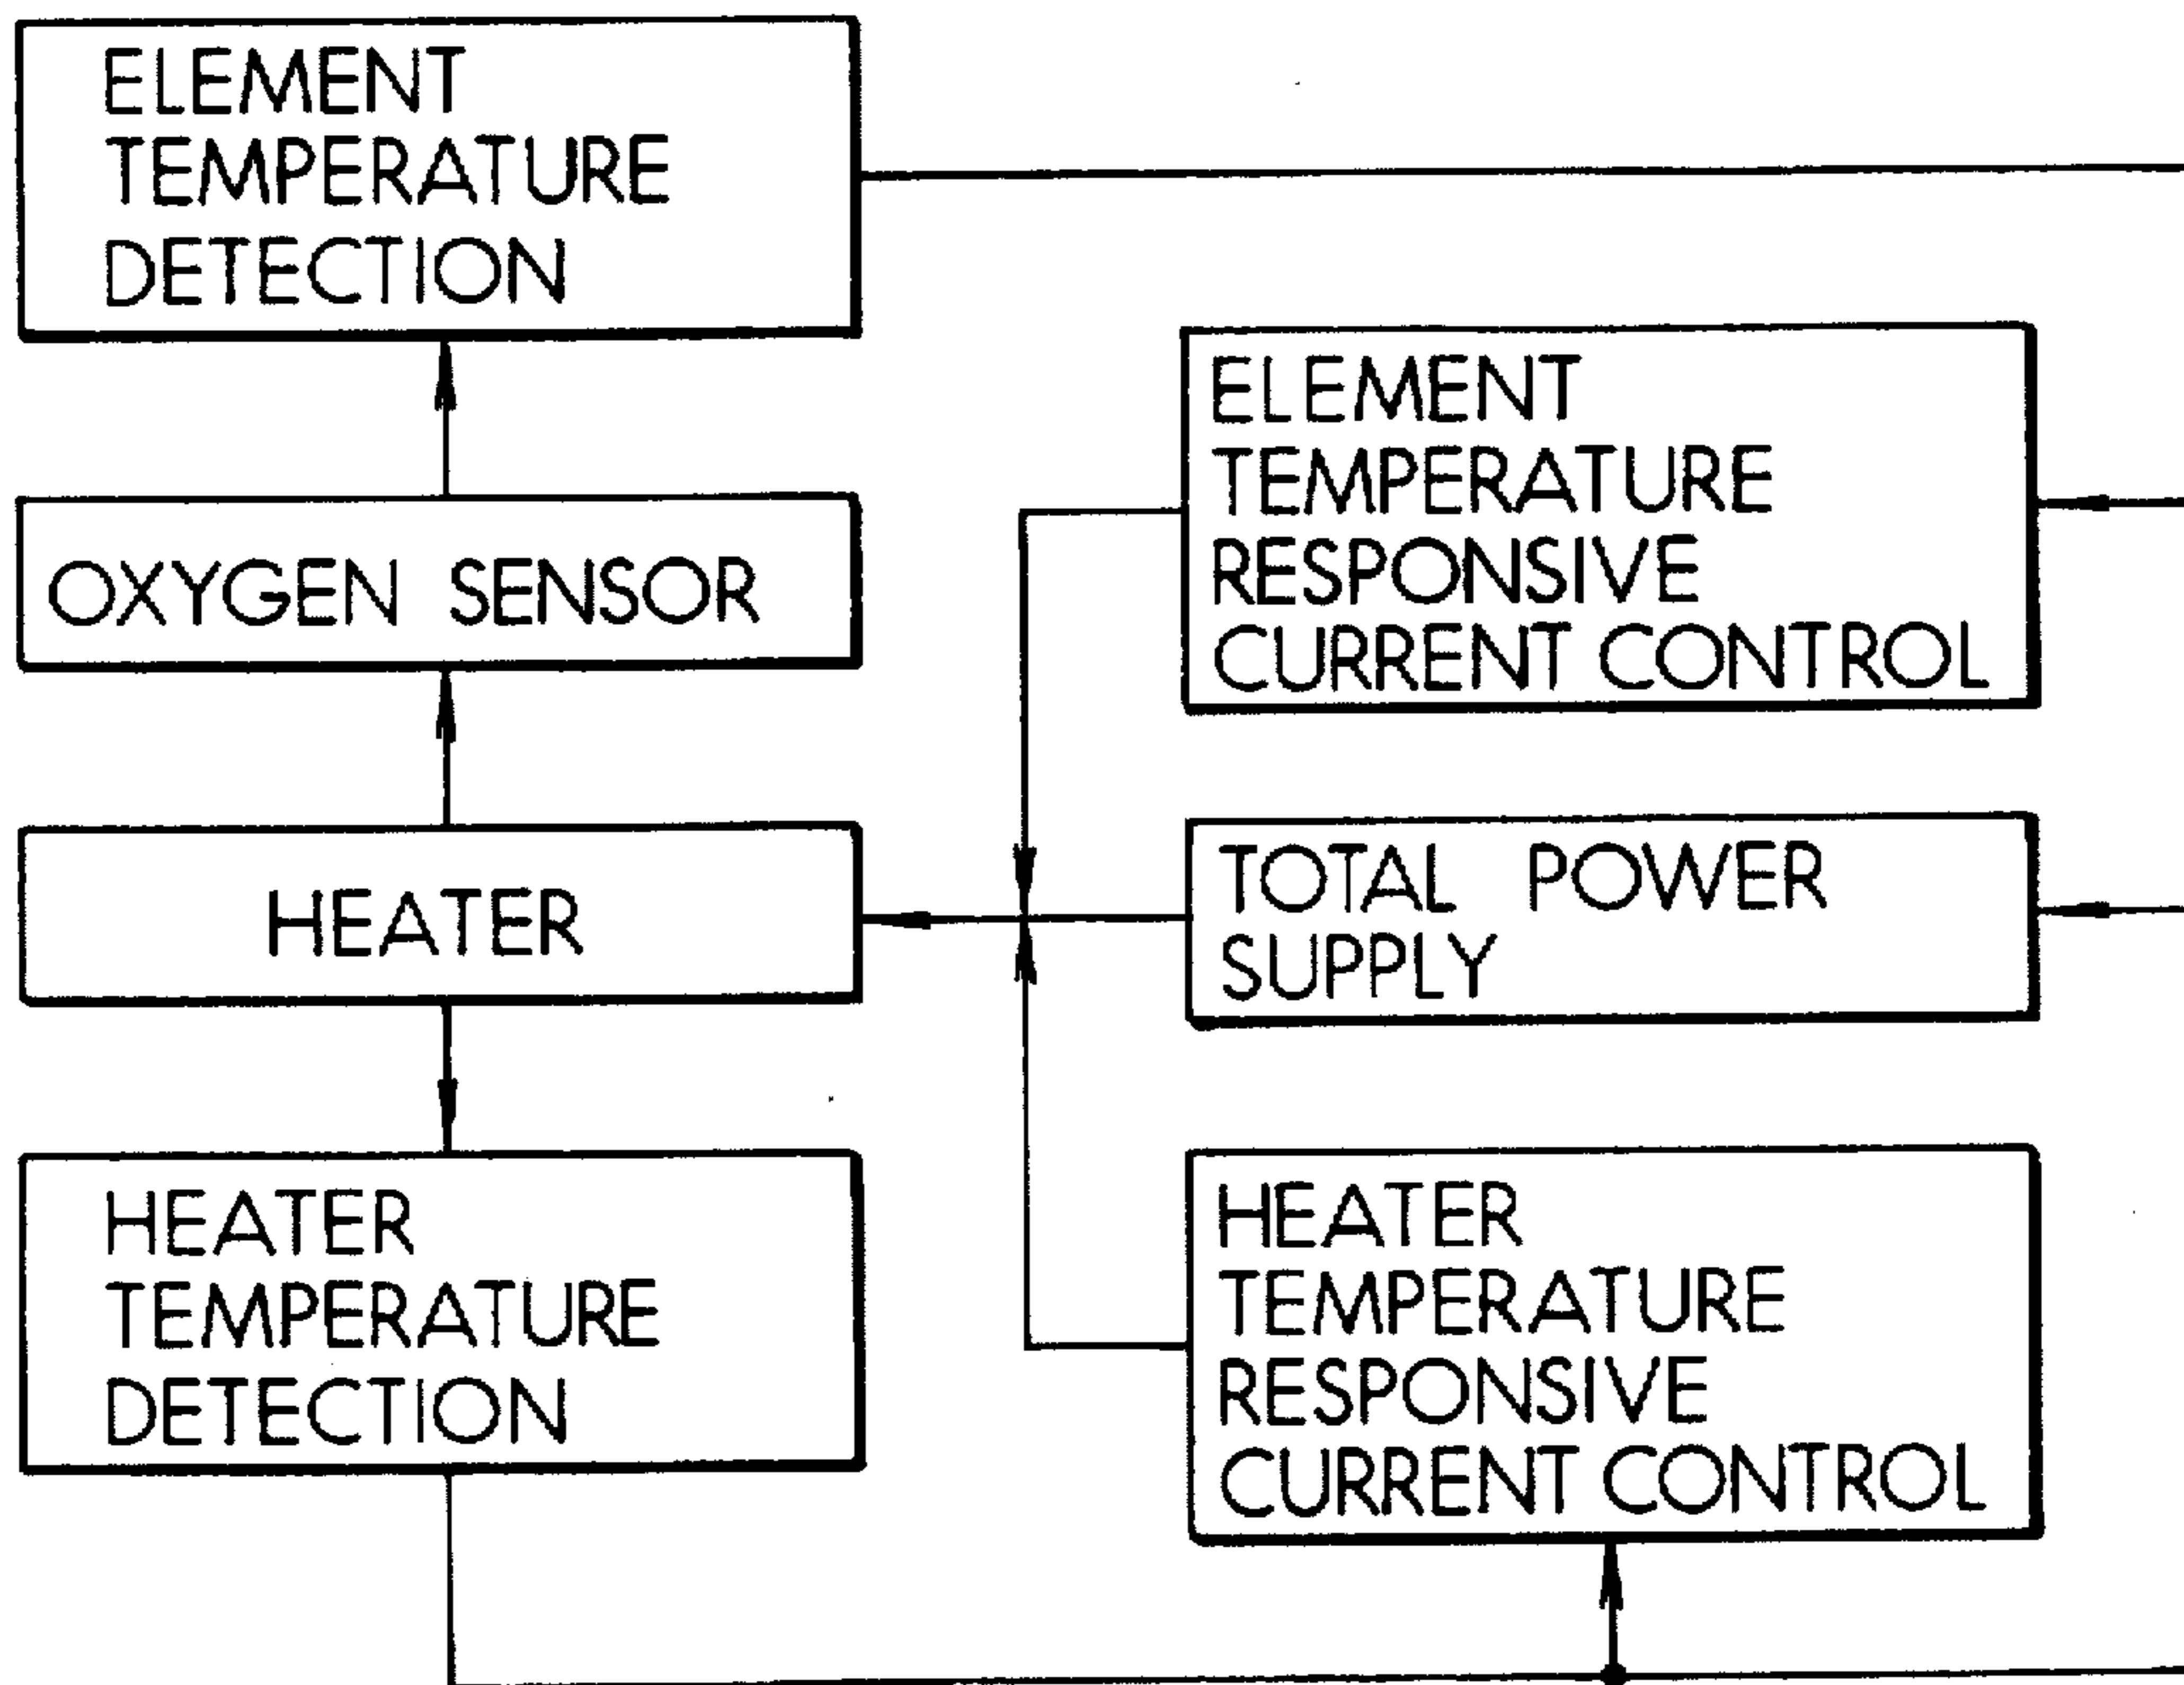 ELEMENT
TEMPERATURE
DETECTION
OXYGEN SENSOR
HEATER
HEATER
TEMPERATURE
DETECTION
ELEMENT
TEMPERATURE
RESPONSIVE
CURRENT CONTROL
TOTAL POWER
SUPPLY
HEATER
TEMPERATURE
RESPONSIVE
CURRENT CONTROL